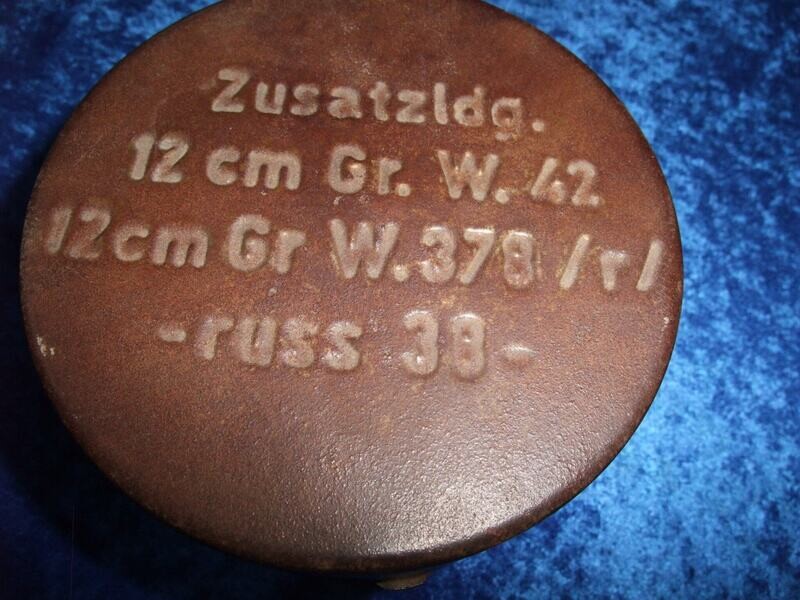 Zusatzldg.
12 cm Gr. W. 42
12cm Gr W. 378 /r/
-russ 38-